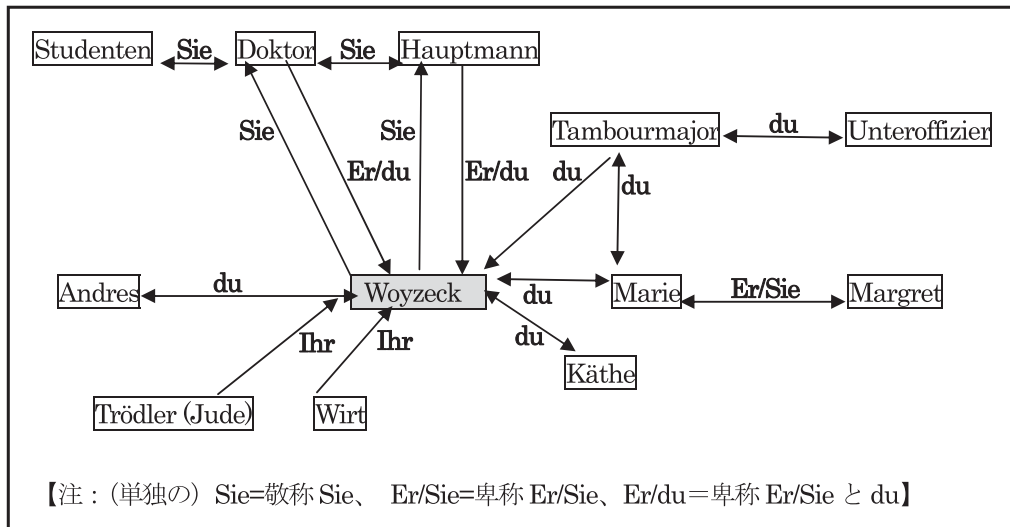 Studenten Sie Doktor Sie Hauptmann
Tambourmajor du Unteroffizier
Sie Sie
Er/du Er/du du du
Andres du Woyzeck du Marie Er/Sie Margret
Ihr Ihr du
Käthe
Trödler (Jude) Wirt
【注：(単独の) Sie=敬称 Sie、 Er/Sie=卑称 Er/Sie、Er/du＝卑称 Er/Sie と du】